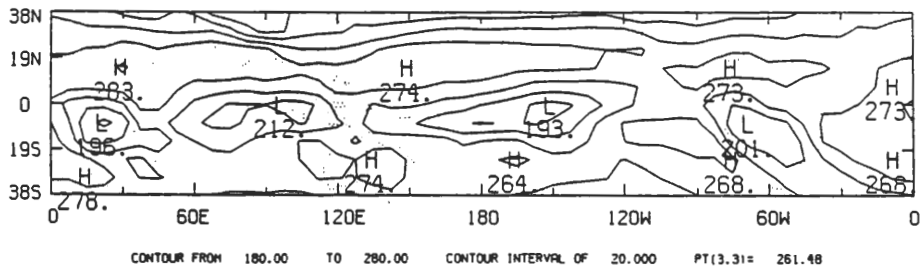 38N
19N
0
19S
38S
H
283.
H
274.
H
273.
H
273
L
196.
L
212.
L
193.
L
201.
H
278.
H
274
H
264
268.
H
268
0
60E
120E
180
120W
60W
0
CONTOUR FROM 180.00 TO 280.00 CONTOUR INTERVAL OF 20.000 PT(3.3)= 261.48